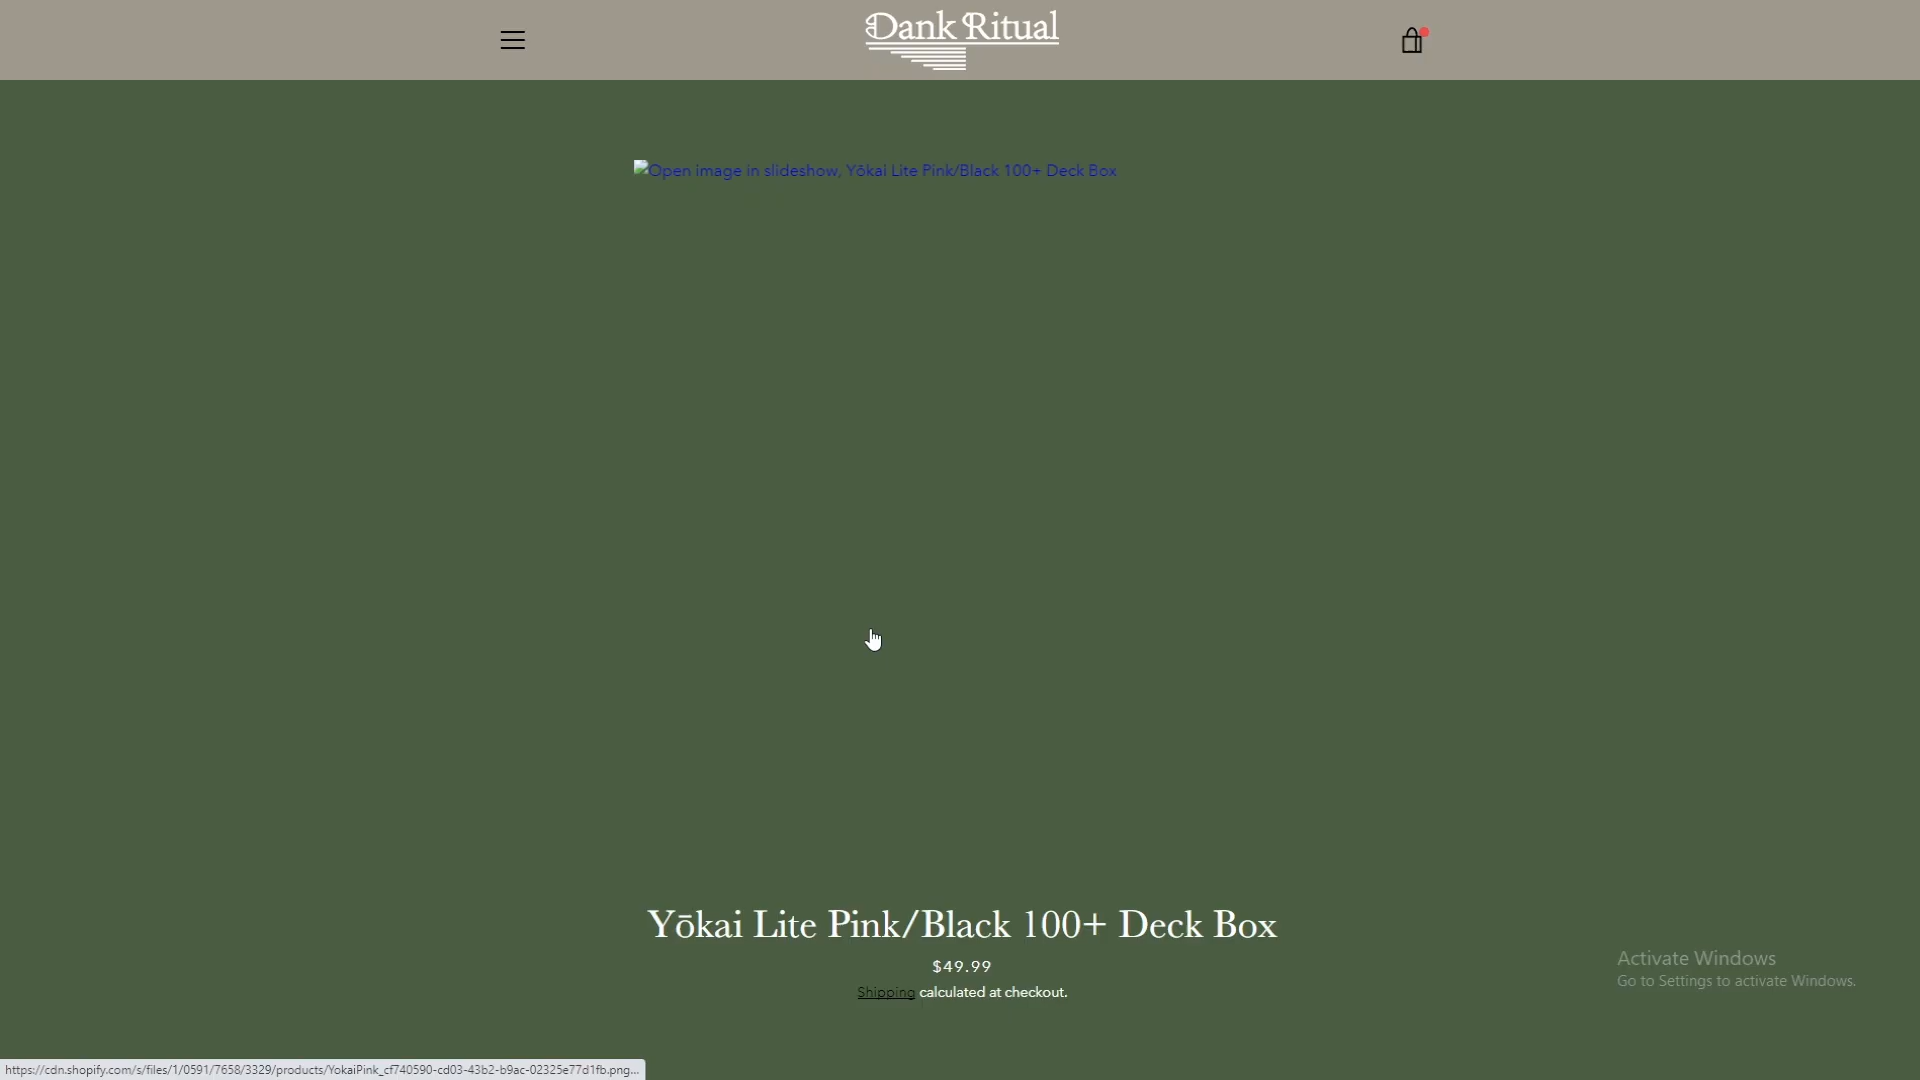 Dank Ritual
Open image in slideshow, Yōkai Lite Pink/Black 100+ Deck Box
Yōkai Lite Pink/Black 100+ Deck Box
$49.99
Shipping calculated at checkout.
Activate Windows
Go to Settings to activate Windows.
https://cdn.shopify.com/s/files/1/0591/7658/3329/products/YokaiPink_cf740590-cd03-43b2-b9ac-02325e77d1fb.png...